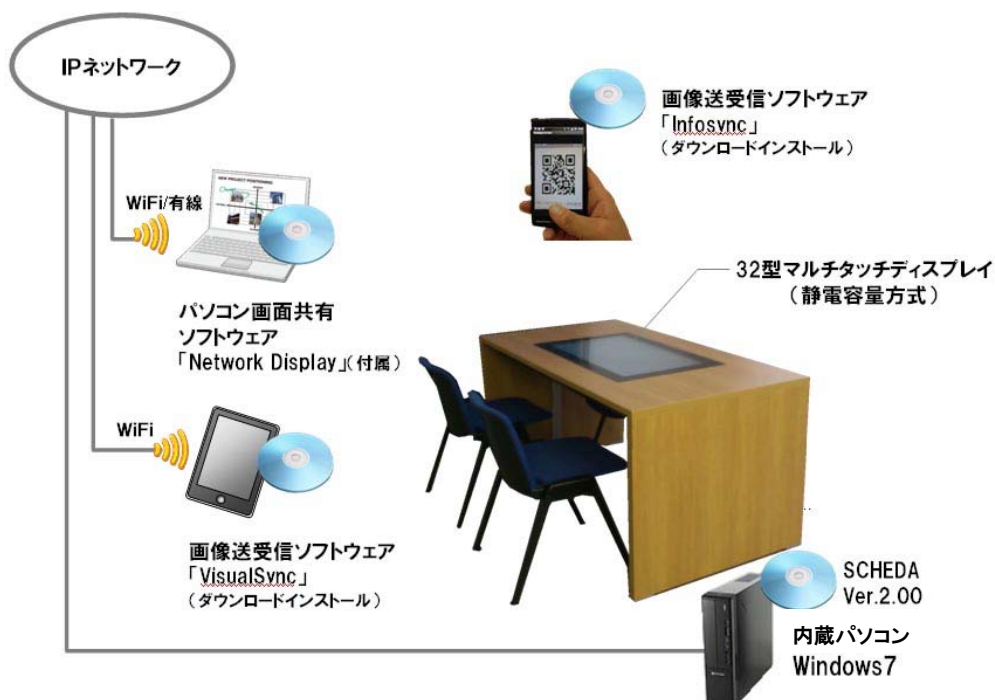 IPネットワーク
画像送受信ソフトウェア
「Infosync」
（ダウンロードインストール）
WiFi/有線
32型マルチタッチディスプレイ
（静電容量方式）
パソコン画面共有
ソフトウェア
「Network Display」（付属）
WiFi
画像送受信ソフトウェア
「VisualSync」
（ダウンロードインストール）
SCHEDA
Ver.2.00
内蔵パソコン
Windows7